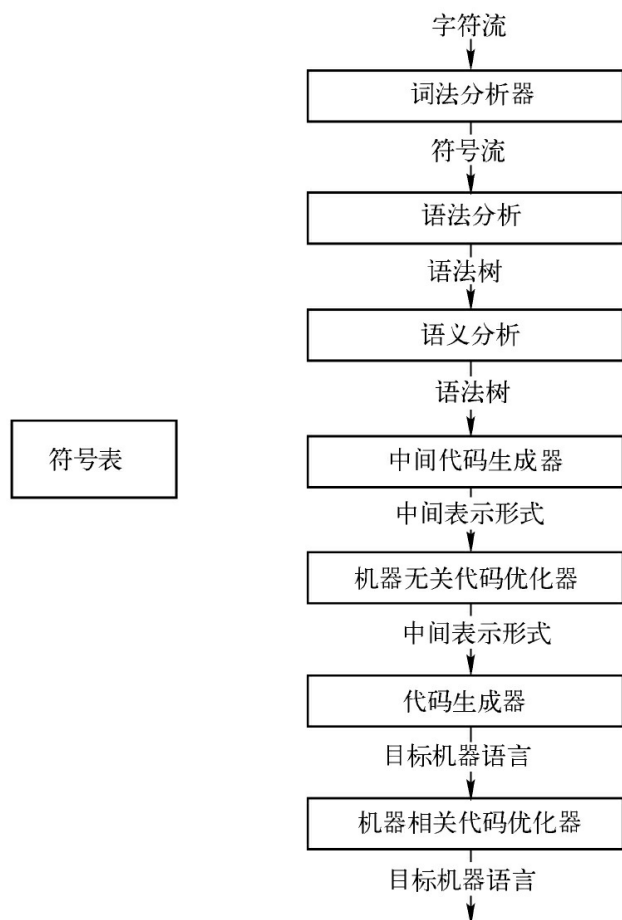 字符流
词法分析器
符号流
语法分析
语法树
语义分析
语法树
符号表
中间代码生成器
中间表示形式
机器无关代码优化器
中间表示形式
代码生成器
目标机器语言
机器相关代码优化器
目标机器语言